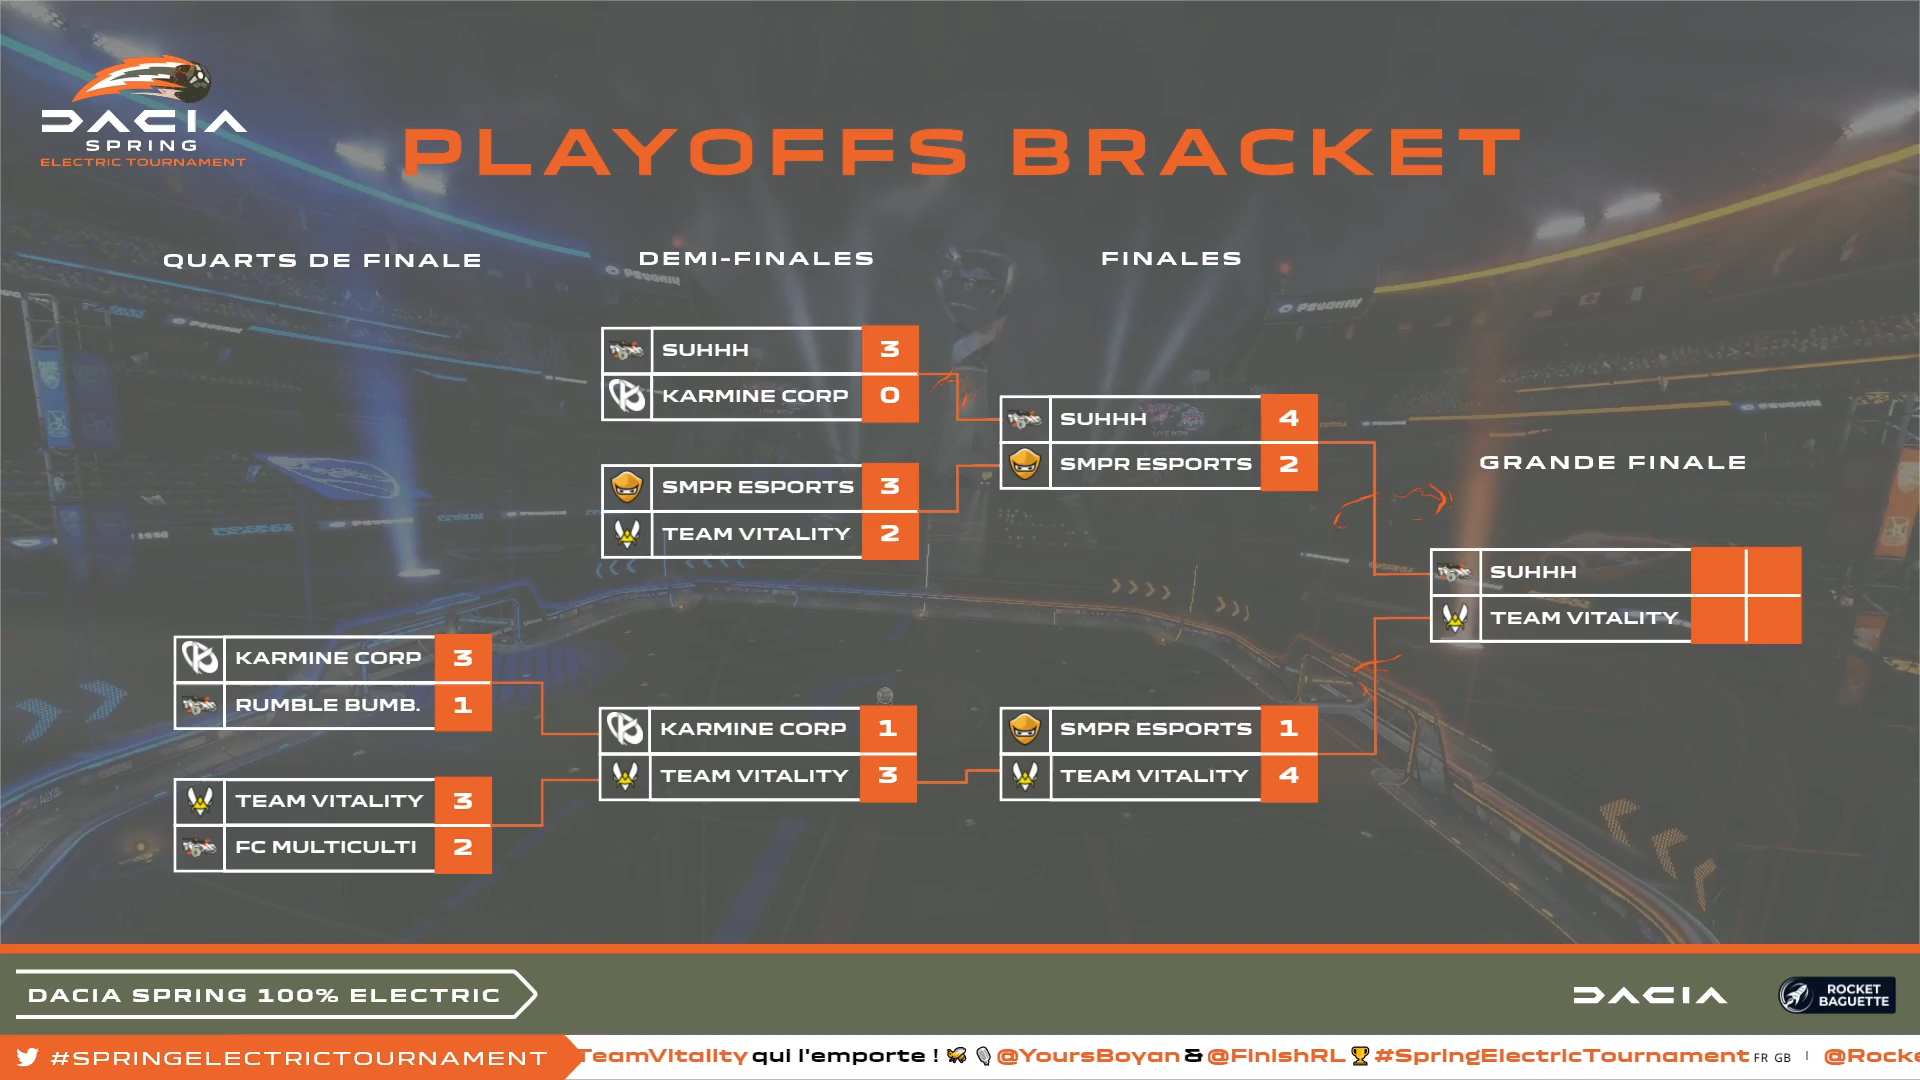 DACIA
SPRING
ELECTRIC TOURNAMENT
PLAYOFFS BRACKET
QUARTS DE FINALE
DEMI-FINALES
FINALES
GRANDE FINALE
SUHHH 3
KARMINE CORP 0
SMPR ESPORTS 3
TEAM VITALITY 2
SUHHH 4
SMPR ESPORTS 2
SUHHH
TEAM VITALITY
KARMINE CORP 3
RUMBLE BUMB. 1
TEAM VITALITY 3
FC MULTICULTI 2
KARMINE CORP 1
TEAM VITALITY 3
SMPR ESPORTS 1
TEAM VITALITY 4
DACIA SPRING 100% ELECTRIC
DACIA
ROCKET
BAGUETTE
#SPRINGELECTRICTOURNAMENT
TeamVitality qui l'emporte ! @YoursBoyan & @FinishRL #SpringElectricTournament FR GB | @Rocke